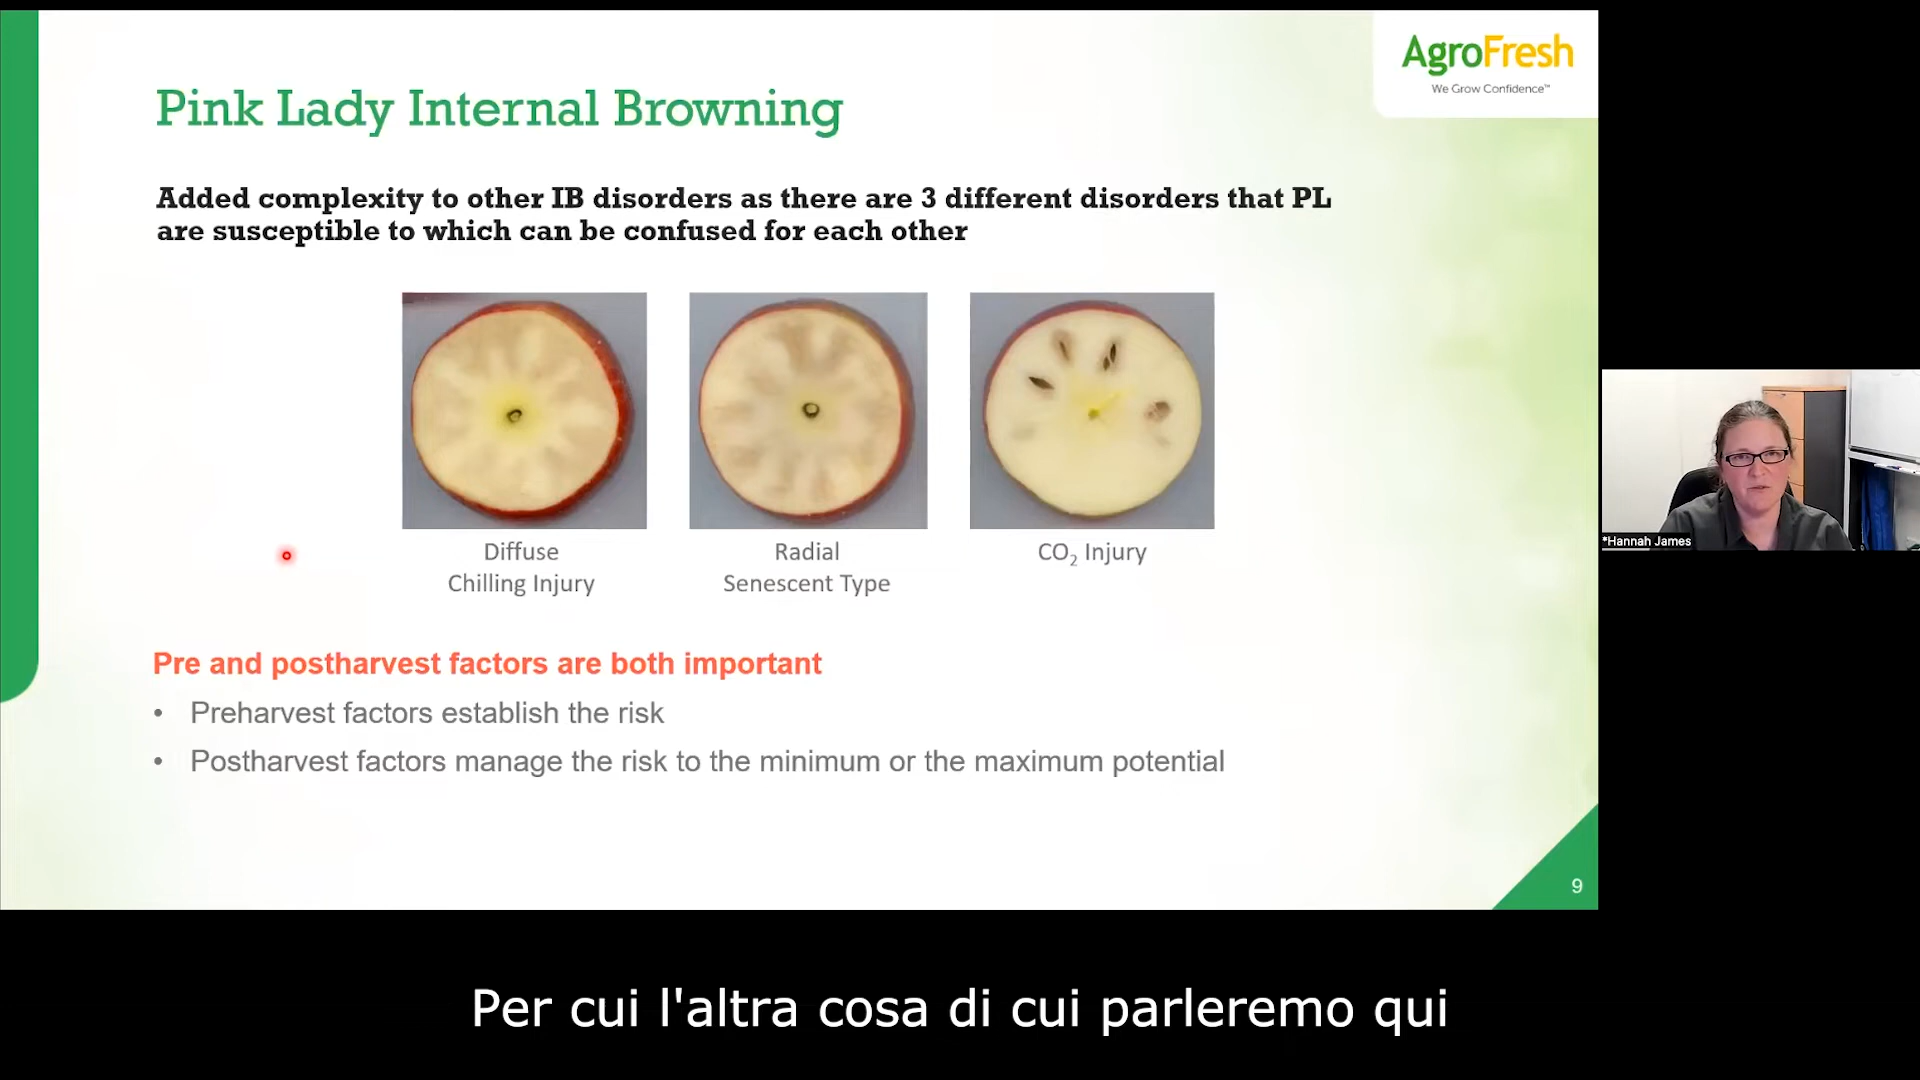 AgroFresh
We Grow Confidence™
Pink Lady Internal Browning
Added complexity to other IB disorders as there are 3 different disorders that PL
are susceptible to which can be confused for each other
Diffuse
Chilling Injury
Radial
Senescent Type
CO₂ Injury
*Hannah James
Pre and postharvest factors are both important
• Preharvest factors establish the risk
• Postharvest factors manage the risk to the minimum or the maximum potential
9
Per cui l'altra cosa di cui parleremo qui